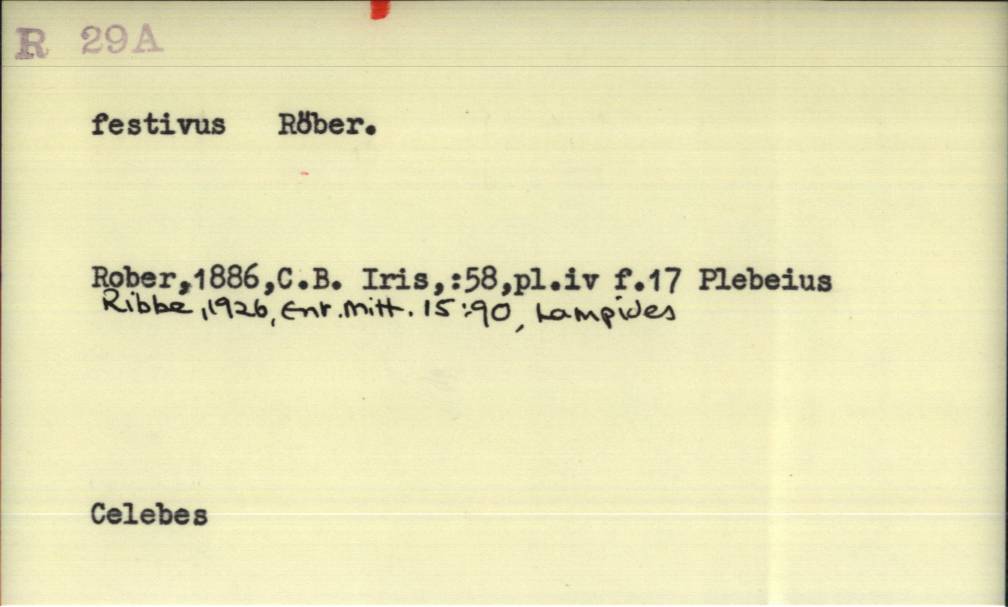 R 29A
festivus Röber.
Rober,1886,C.B. Iris,:58,pl.iv f.17 Plebeius
Ribbe,1926, Ent. Mitt. 15:90, Lampides
Celebes